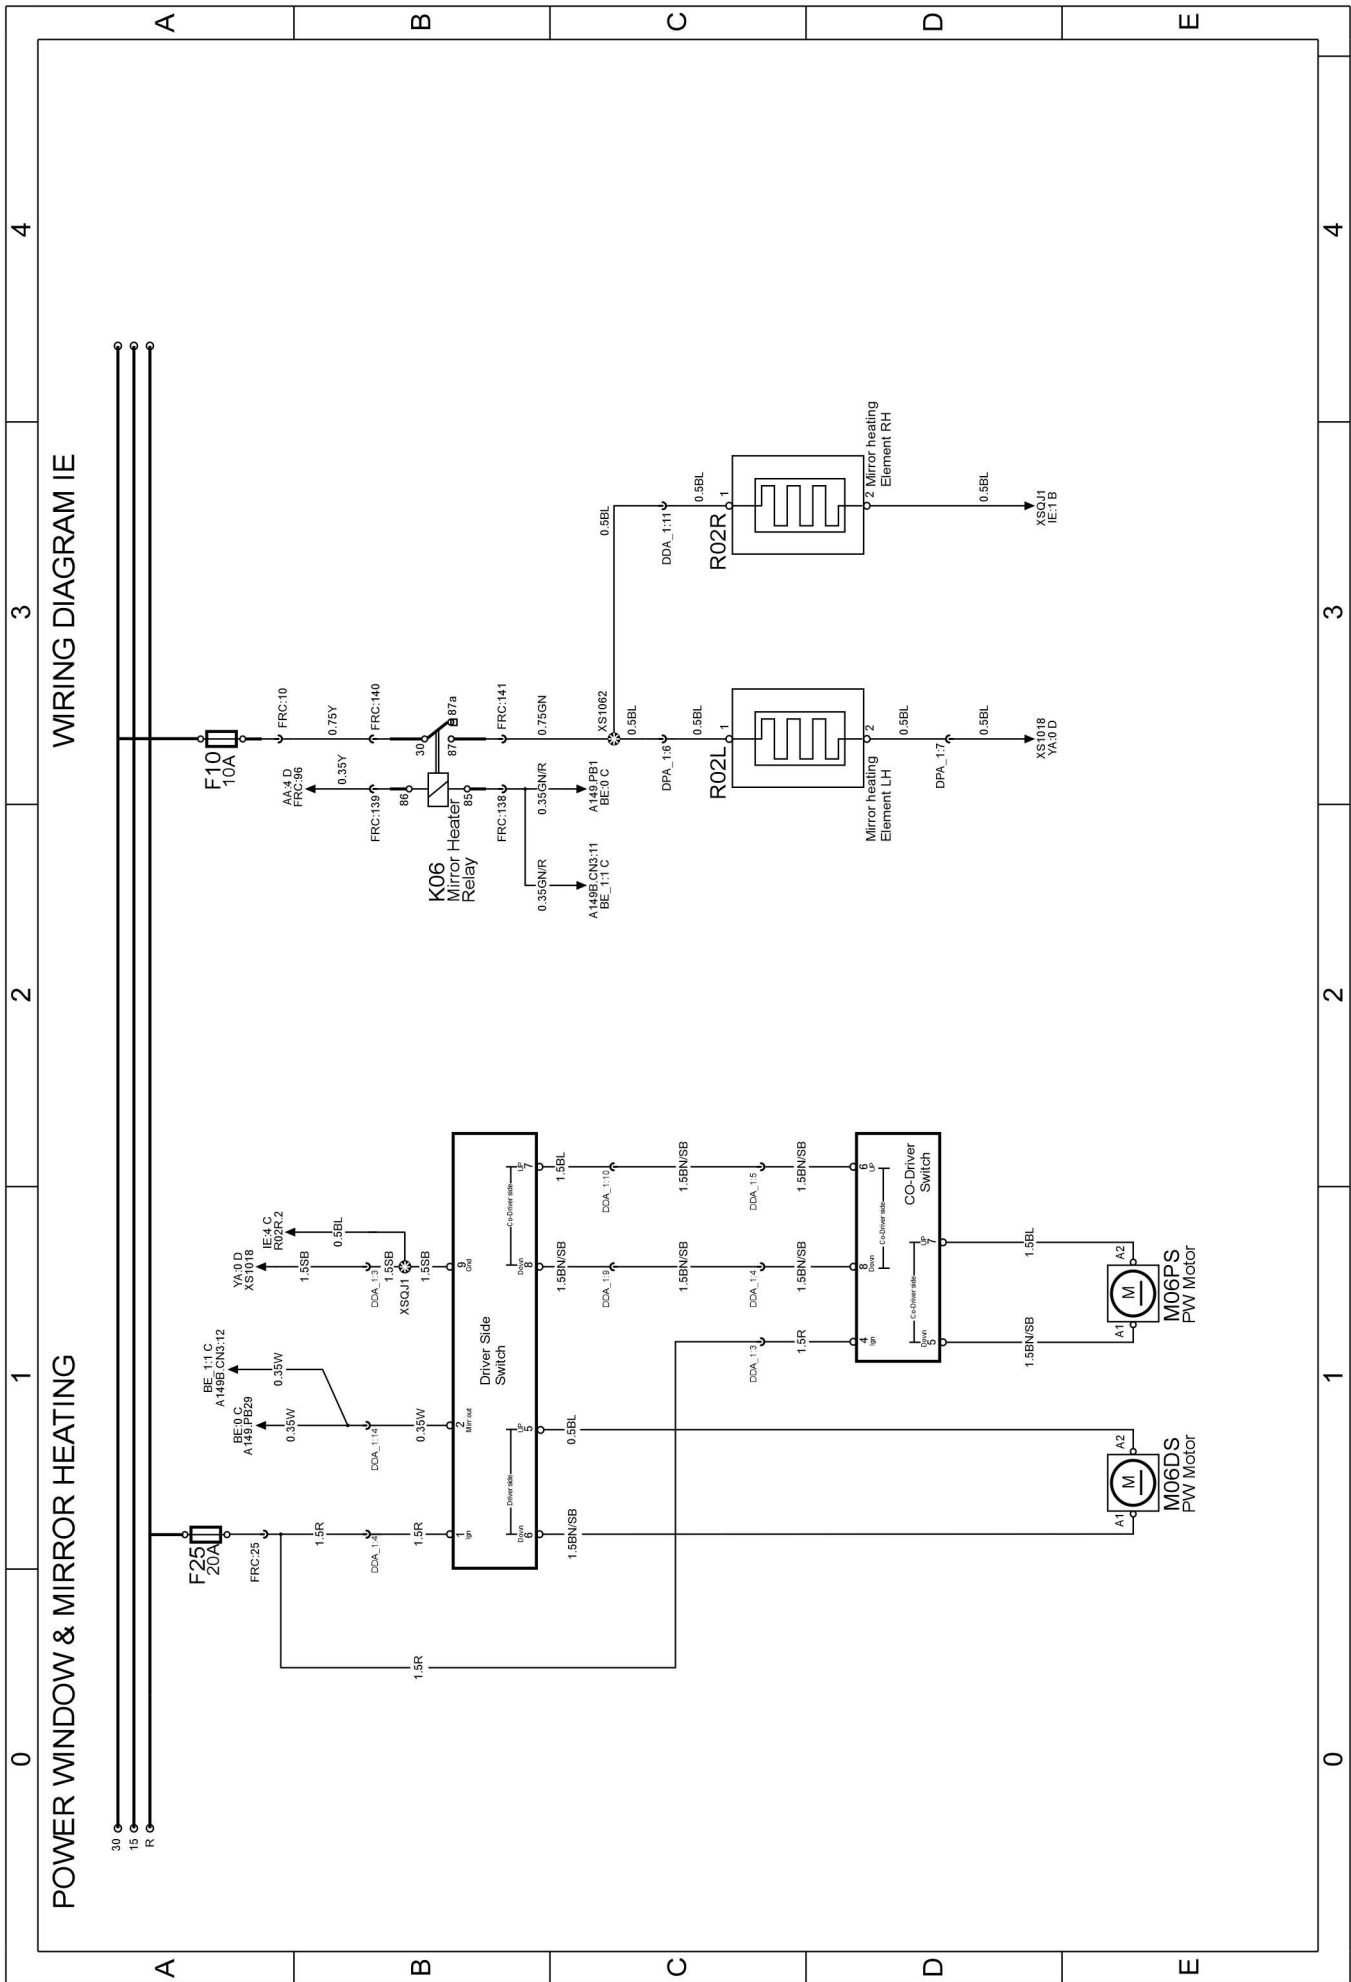 0
1
2
3
4
POWER WINDOW & MIRROR HEATING
WIRING DIAGRAM IE
A
B
C
D
E
30
15
R
F25
20A
FRC:25
1.5R
DDA_1:4
1.5R
1.5R
BE:0 C
A149.PB29
0.35W
BE_1:1 C
A149B.CN3:12
0.35W
DDA_1:14
0.35W
YA:0 D
XS1018
1.5SB
DDA_1:3
1.5SB
XSQJ1
1.5SB
IE:4 C
R02R:2
0.5BL
1
Ign
2
Mirr out
9
Gnd
Driver Side
Switch
Driver side
Co-Driver side
Down
6
UP
5
Down
8
UP
7
1.5BN/SB
0.5BL
1.5BN/SB
1.5BL
DDA_1:9
DDA_1:10
1.5BN/SB
1.5BN/SB
DDA_1:3
DDA_1:4
DDA_1:5
1.5R
1.5BN/SB
1.5BN/SB
4
Ign
8
Down
6
UP
Co-Driver side
CO-Driver
Switch
Co-Driver side
Down
5
UP
7
1.5BN/SB
1.5BL
A1
M
A2
M06DS
PW Motor
A1
M
A2
M06PS
PW Motor
F10
10A
FRC:10
0.75Y
FRC:140
AA:4 D
FRC:96
0.35Y
FRC:139
86
30
87a
87
85
K06
Mirror Heater
Relay
FRC:138
FRC:141
0.35GN/R
A149B.CN3:11
BE_1:1 C
0.35GN/R
A149.PB1
BE:0 C
0.75GN
XS1062
0.5BL
0.5BL
DPA_1:6
0.5BL
DDA_1:11
0.5BL
R02L
1
2
Mirror heating
Element LH
R02R
1
2
Mirror heating
Element RH
0.5BL
DPA_1:7
0.5BL
XS1018
YA:0 D
0.5BL
XSQJ1
IE:1 B
A
B
C
D
E
0
1
2
3
4